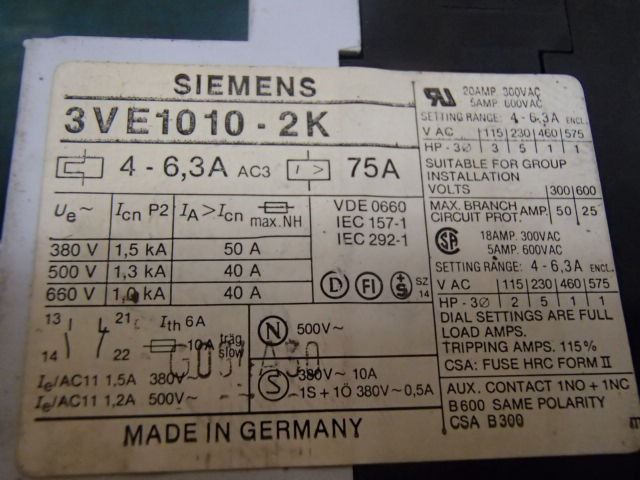 SIEMENS
3VE1010-2K
4-6,3A AC3 I> 75A
Ue~ Icn P2 IA>Icn max.NH
380 V 1,5 kA 50 A
500 V 1,3 kA 40 A
660 V 1,0 kA 40 A
VDE 0660
IEC 157-1
IEC 292-1
D FI +S SZ 14
13 21 Ith 6A
14 22 10A träg slow
Ie/AC11 1,5A 380V~
Ie/AC11 1,2A 500V~
N 500V~
S 380V~ 10A
1S+1Ö 380V~0,5A
MADE IN GERMANY
20AMP. 300VAC
5AMP. 600VAC
SETTING RANGE: 4-6,3A ENCL.
V AC 115 230 460 575
HP-3Ø 3 5 1 1
SUITABLE FOR GROUP
INSTALLATION
VOLTS 300 600
MAX. BRANCH
CIRCUIT PROT. AMP. 50 25
18AMP. 300VAC
5AMP. 600VAC
SETTING RANGE: 4-6,3A ENCL.
V AC 115 230 460 575
HP-3Ø 2 5 1 1
DIAL SETTINGS ARE FULL
LOAD AMPS.
TRIPPING AMPS. 115%
CSA: FUSE HRC FORM II
AUX. CONTACT 1NO+1NC
B600 SAME POLARITY
CSA B300